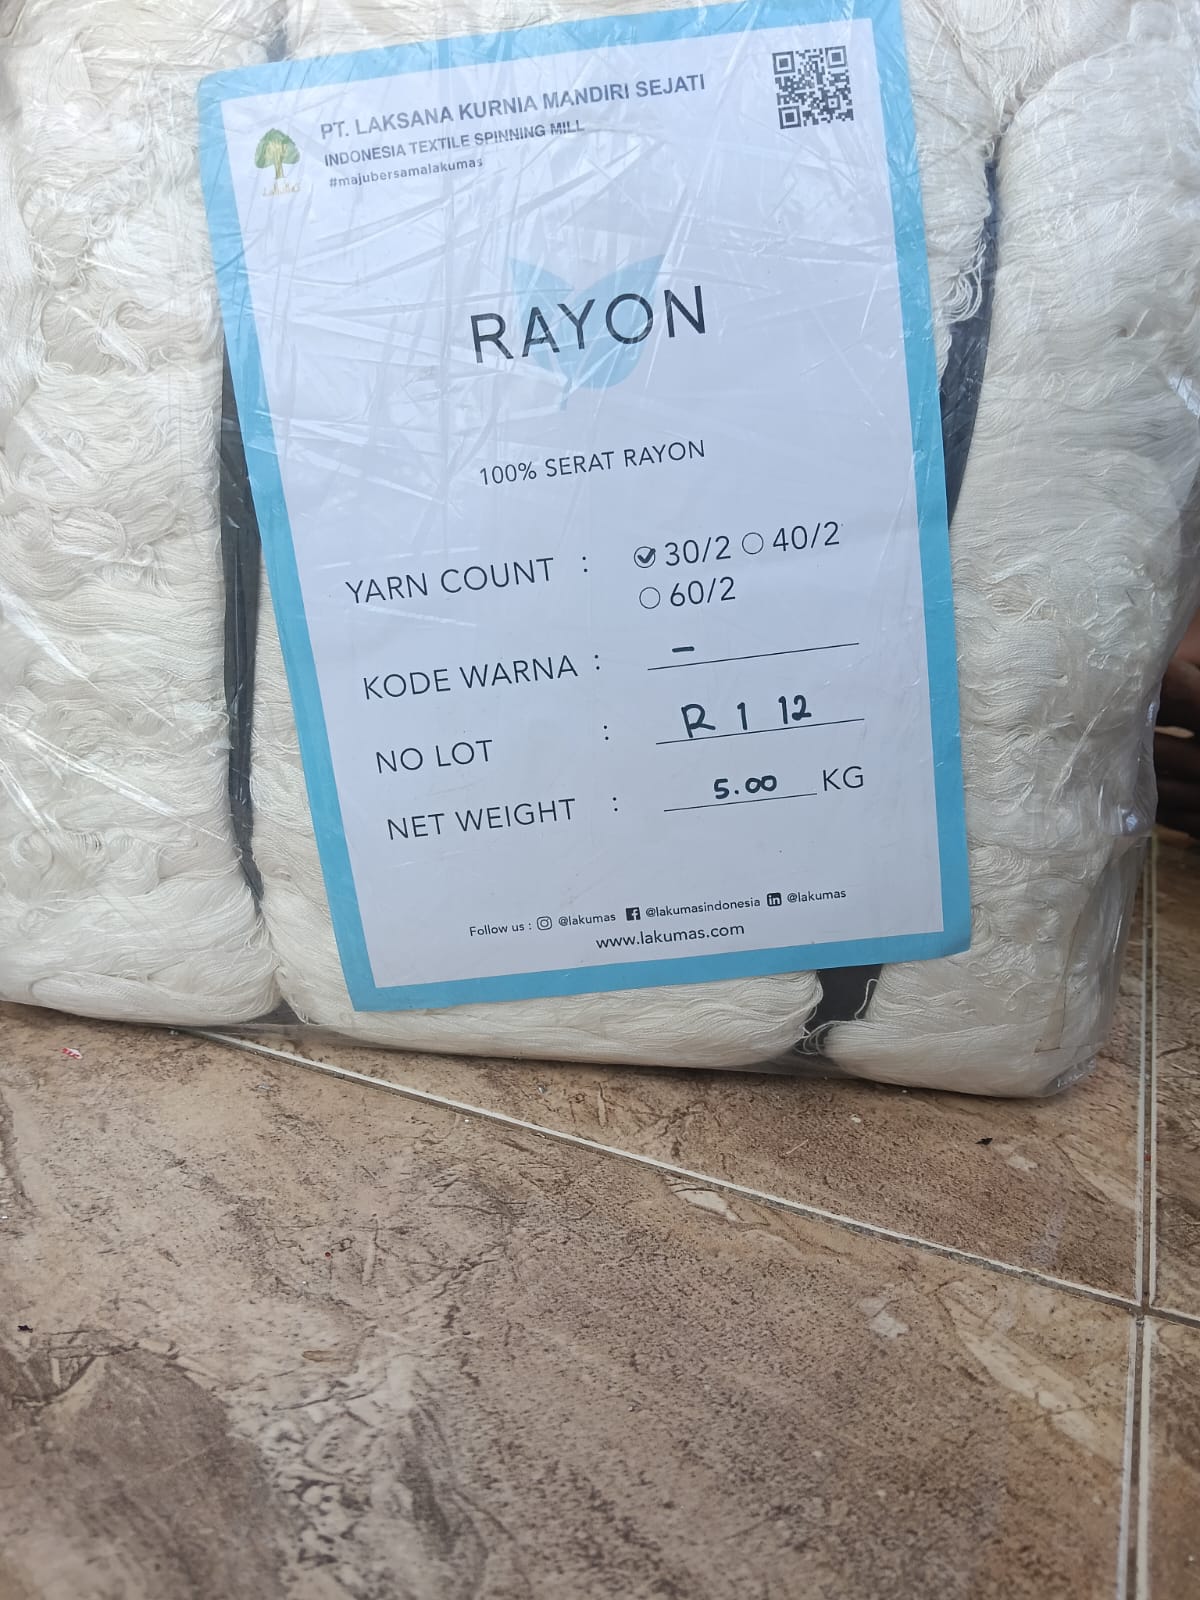 PT. LAKSANA KURNIA MANDIRI SEJATI
INDONESIA TEXTILE SPINNING MILL
#majubersamalakumas
RAYON
100% SERAT RAYON
YARN COUNT : 30/2 40/2
60/2
KODE WARNA : -
NO LOT : R 1 12
NET WEIGHT : 5.00 KG
Follow us : @lakumas @lakumasindonesia @lakumas
www.lakumas.com